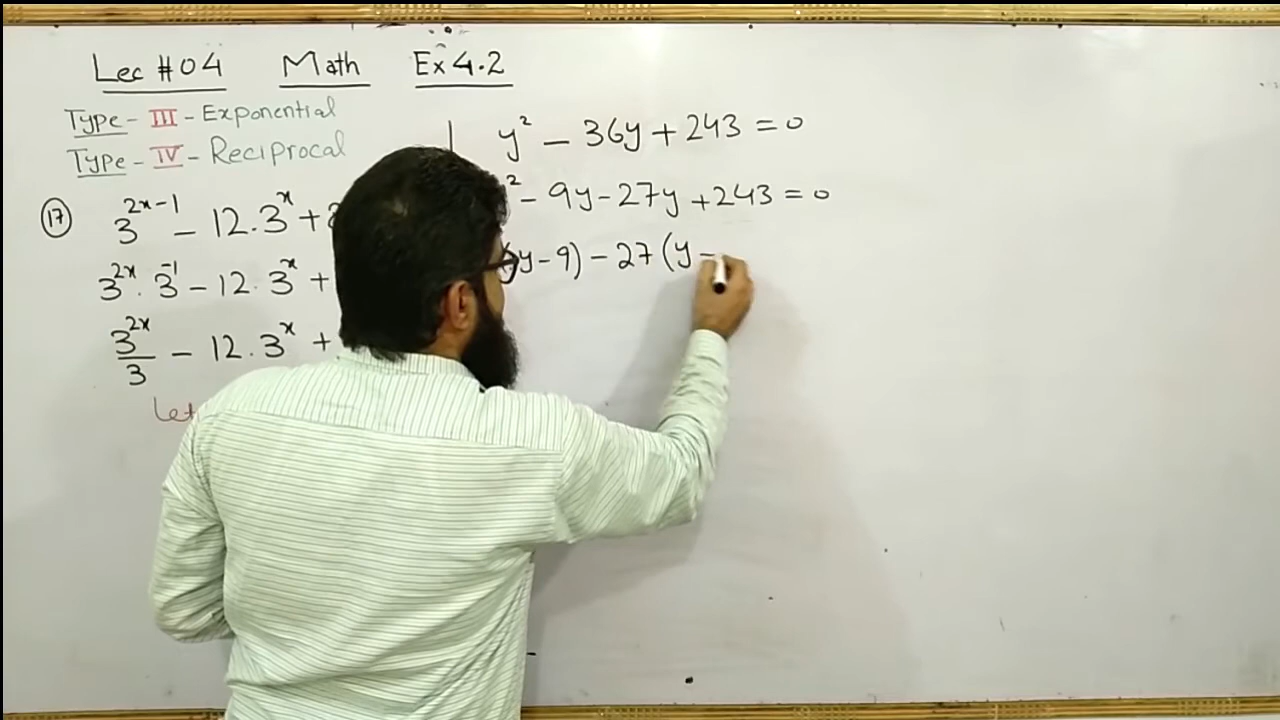 Lec #04 Math Ex 4.2
Type - III - Exponential
Type - IV - Reciprocal
17 3^{2x-1} - 12.3^x +
3^{2x}. 3^{-1} - 12.3^x +
3^{2x}/3 - 12.3^x +
Let
y² - 36y + 243 = 0
² - 9y - 27y + 243 = 0
(y - 9) - 27 (y -